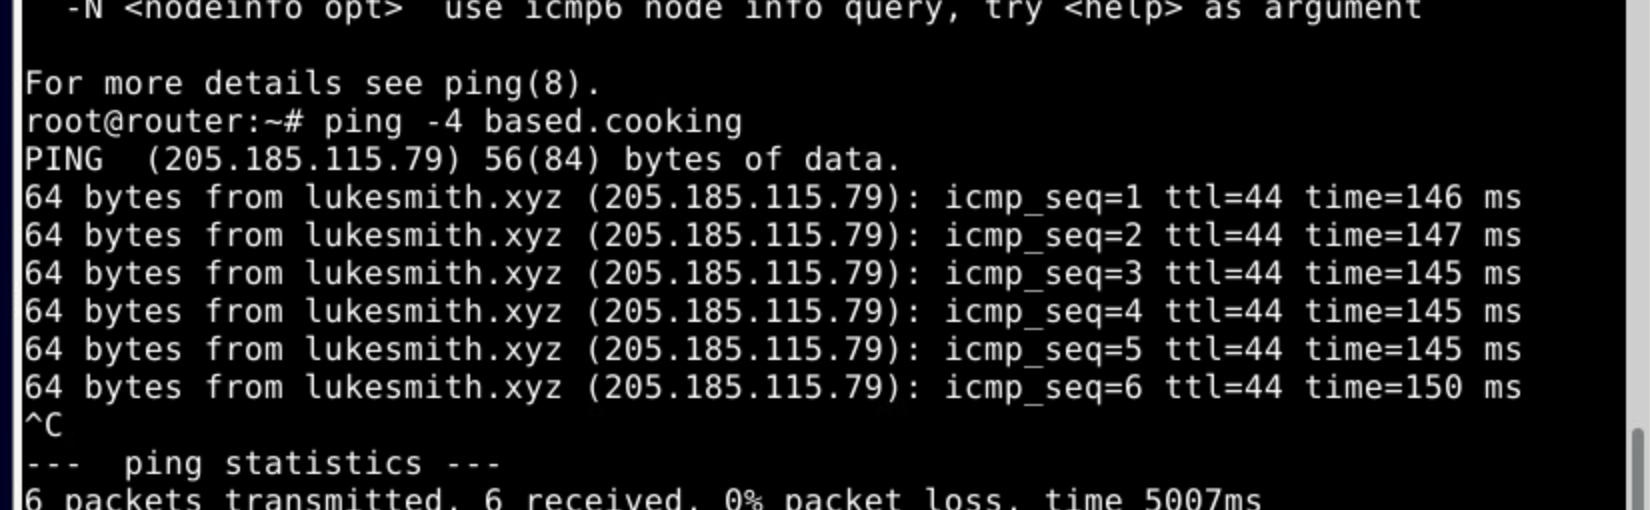 -N <nodeinfo opt>  use icmp6 node info query, try <help> as argument
For more details see ping(8).
root@router:~# ping -4 based.cooking
PING  (205.185.115.79) 56(84) bytes of data.
64 bytes from lukesmith.xyz (205.185.115.79): icmp_seq=1 ttl=44 time=146 ms
64 bytes from lukesmith.xyz (205.185.115.79): icmp_seq=2 ttl=44 time=147 ms
64 bytes from lukesmith.xyz (205.185.115.79): icmp_seq=3 ttl=44 time=145 ms
64 bytes from lukesmith.xyz (205.185.115.79): icmp_seq=4 ttl=44 time=145 ms
64 bytes from lukesmith.xyz (205.185.115.79): icmp_seq=5 ttl=44 time=145 ms
64 bytes from lukesmith.xyz (205.185.115.79): icmp_seq=6 ttl=44 time=150 ms
^C
---  ping statistics ---
6 packets transmitted, 6 received, 0% packet loss, time 5007ms